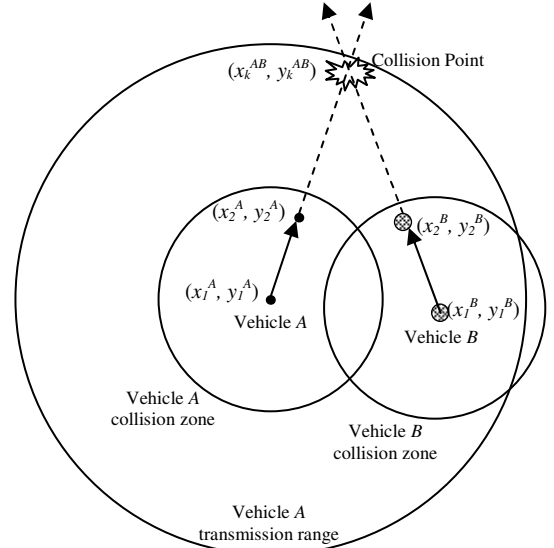 Collision Point
(x_k^AB, y_k^AB)
(x_2^A, y_2^A)
(x_2^B, y_2^B)
(x_1^A, y_1^A)
(x_1^B, y_1^B)
Vehicle A
Vehicle B
Vehicle A
collision zone
Vehicle B
collision zone
Vehicle A
transmission range